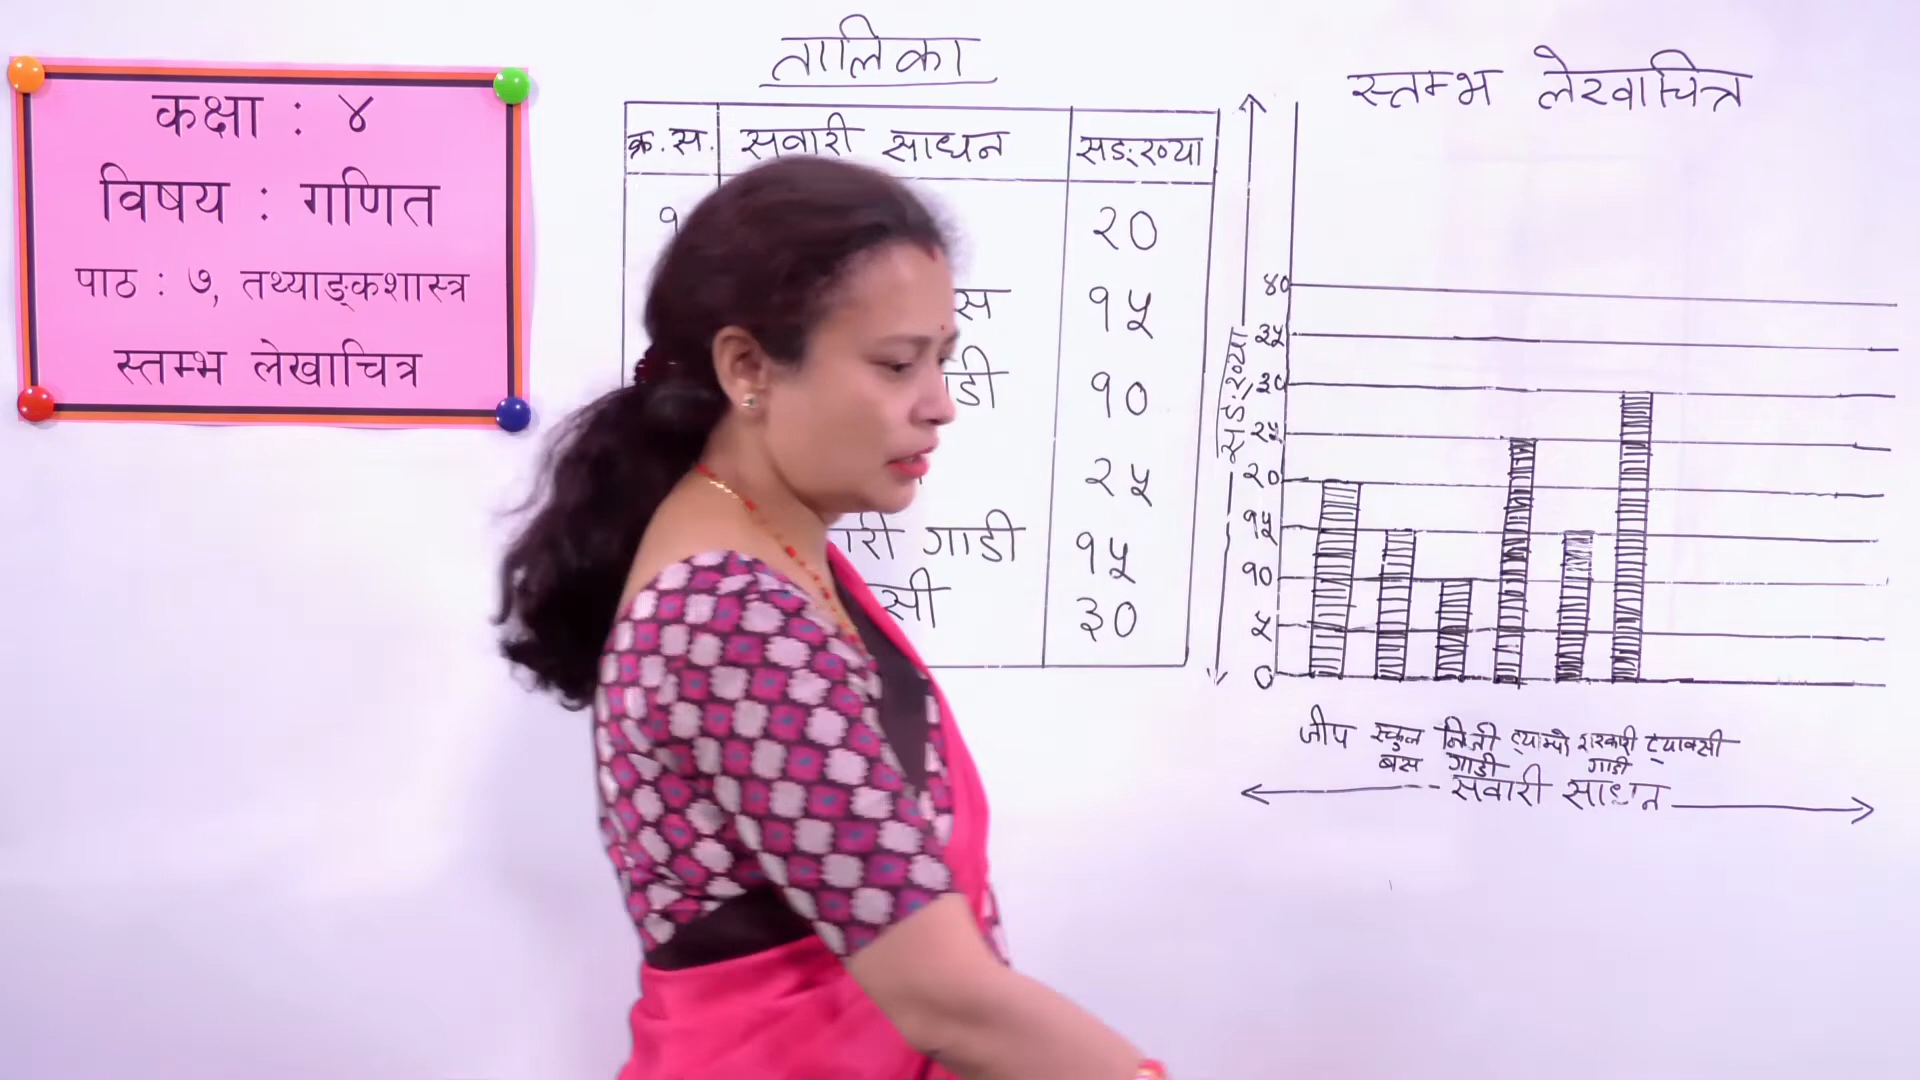 कक्षा : ४
विषय : गणित
पाठ : ७, तथ्याङ्कशास्त्र
स्तम्भ लेखाचित्र
तालिका
क्र.स. सवारी साधन सङ्ख्या
१ २०
स १५
डी १०
२५
री गाडी १५
सी ३०
स्तम्भ लेखाचित्र
४०
३५
३०
२५
२०
१५
१०
५
०
सङ्ख्या
जीप स्कुल निजी ट्याम्पो सरकारी ट्याक्सी
बस गाडी गाडी
सवारी साधन